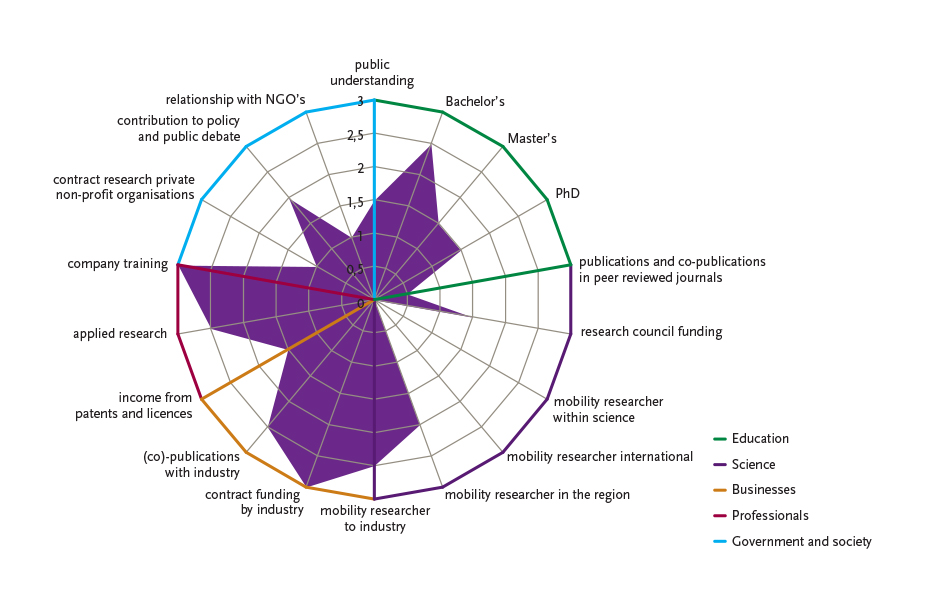 public
understanding
relationship with NGO's
contribution to policy
and public debate
contract research private
non-profit organisations
company training
applied research
income from
patents and licences
(co)-publications
with industry
contract funding
by industry
mobility researcher
to industry
Bachelor's
Master's
PhD
publications and co-publications
in peer reviewed journals
research council funding
mobility researcher
within science
mobility researcher international
mobility researcher in the region
3
2,5
2
1,5
1
0,5
0
Education
Science
Businesses
Professionals
Government and society